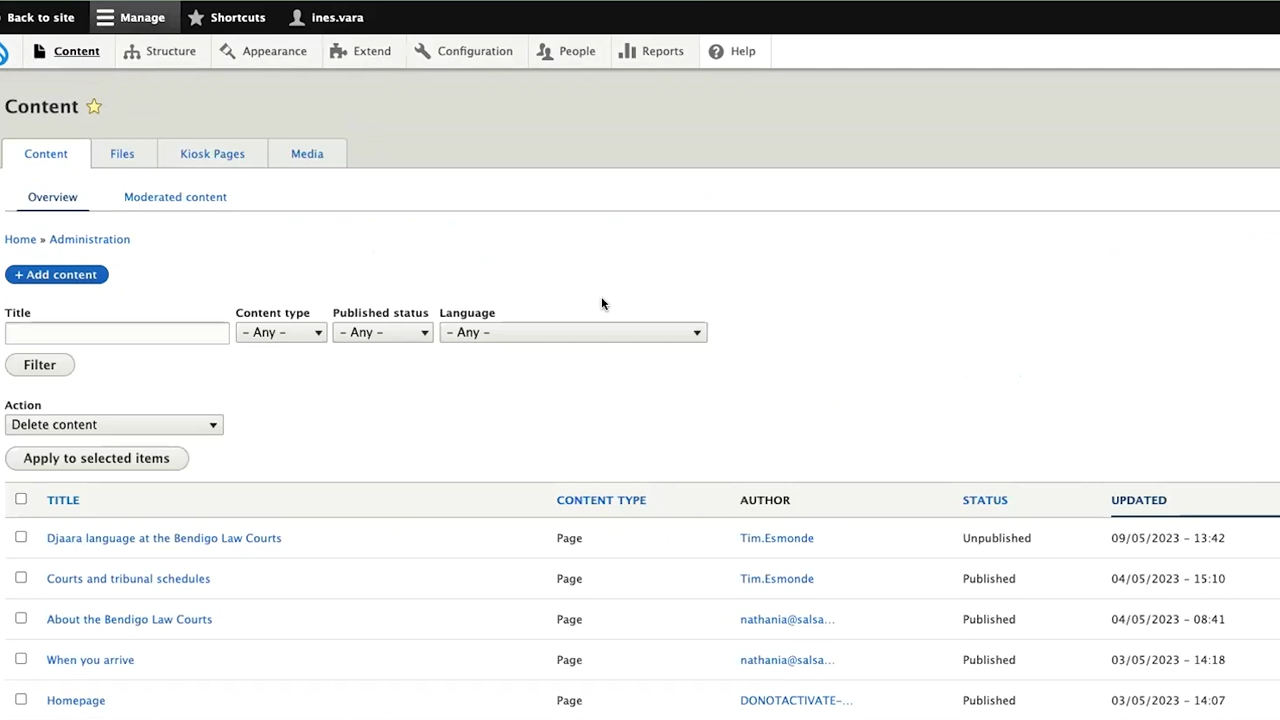 Back to site Manage Shortcuts ines.vara
Content Structure Appearance Extend Configuration People Reports Help
Content
Content Files Kiosk Pages Media
Overview Moderated content
Home » Administration
+ Add content
Title Content type Published status Language
- Any - - Any - - Any -
Filter
Action
Delete content
Apply to selected items
TITLE CONTENT TYPE AUTHOR STATUS UPDATED
Djaara language at the Bendigo Law Courts Page Tim.Esmonde Unpublished 09/05/2023 - 13:42
Courts and tribunal schedules Page Tim.Esmonde Published 04/05/2023 - 15:10
About the Bendigo Law Courts Page nathania@salsa... Published 04/05/2023 - 08:41
When you arrive Page nathania@salsa... Published 03/05/2023 - 14:18
Homepage Page DONOTACTIVATE-... Published 03/05/2023 - 14:07